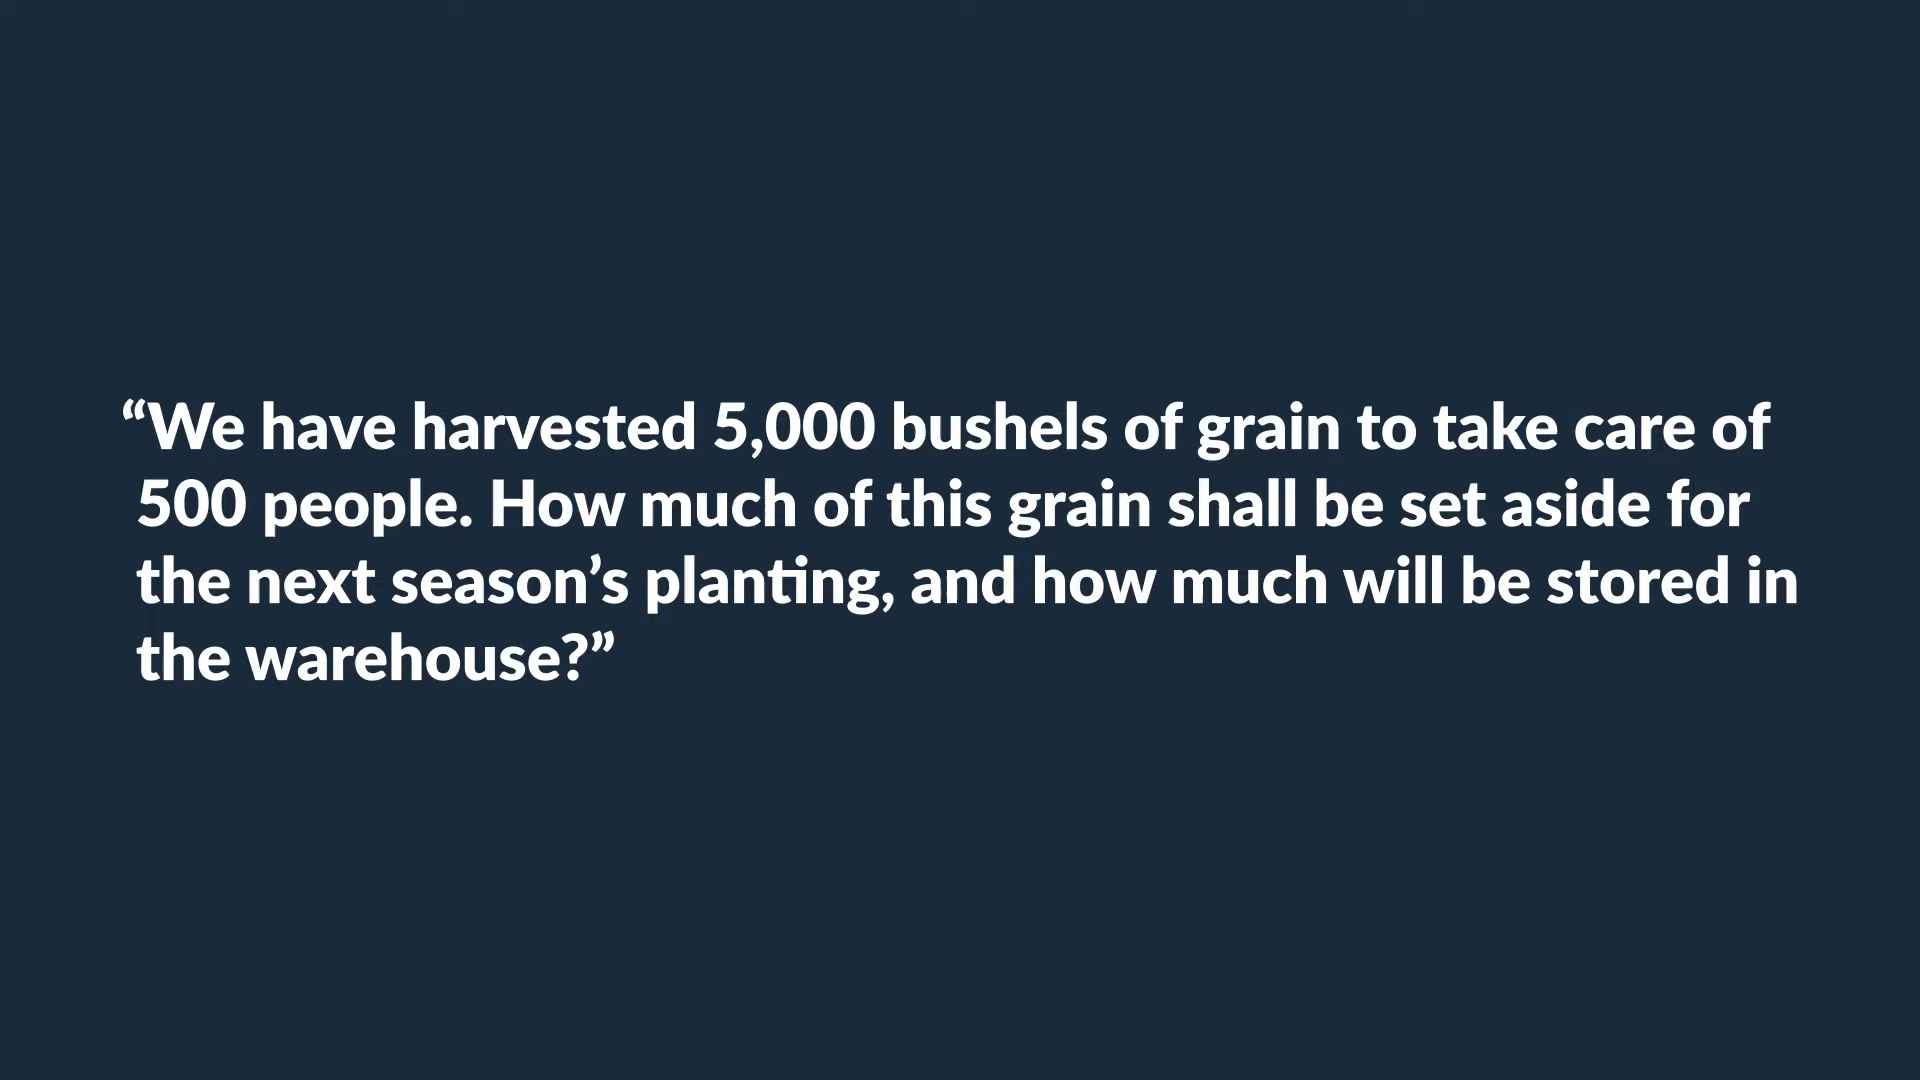 “We have harvested 5,000 bushels of grain to take care of
500 people. How much of this grain shall be set aside for
the next season’s planting, and how much will be stored in
the warehouse?”